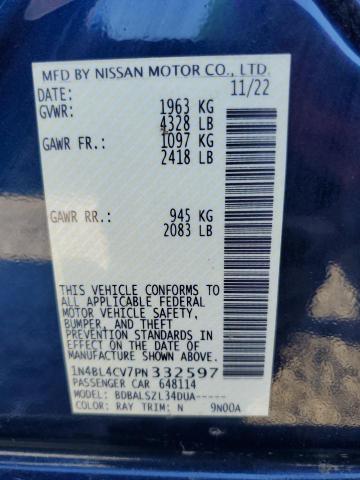 MFD BY NISSAN MOTOR CO., LTD.
DATE: 11/22
GVWR: 1963 KG
4328 LB
GAWR FR.: 1097 KG
2418 LB
GAWR RR.: 945 KG
2083 LB
THIS VEHICLE CONFORMS TO
ALL APPLICABLE FEDERAL
MOTOR VEHICLE SAFETY,
BUMPER, AND THEFT
PREVENTION STANDARDS
IN EFFECT ON THE DATE
OF MANUFACTURE SHOWN ABOVE.
1N4BL4CV7PN332597
PASSENGER CAR 648114
MODEL: BDBALSZL34DUA-----
COLOR: RAY TRIM: N 9N00A